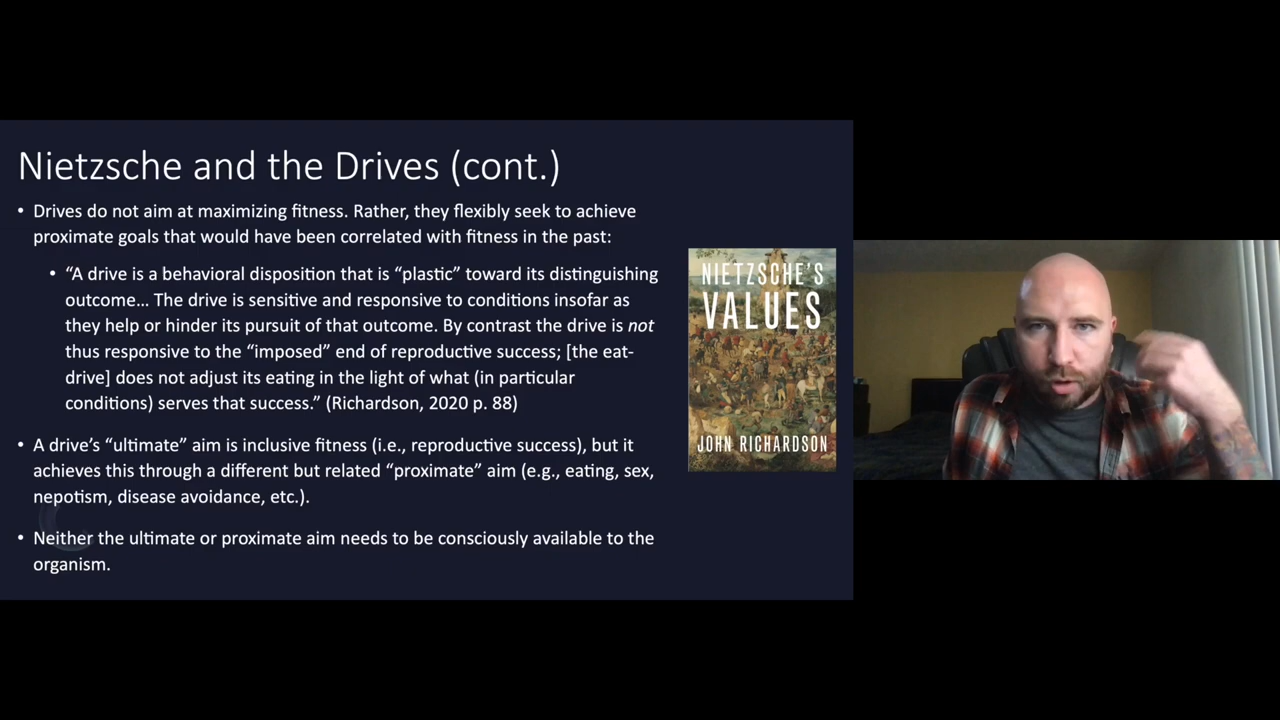 Nietzsche and the Drives (cont.)
• Drives do not aim at maximizing fitness. Rather, they flexibly seek to achieve
proximate goals that would have been correlated with fitness in the past:
• “A drive is a behavioral disposition that is “plastic” toward its distinguishing
outcome… The drive is sensitive and responsive to conditions insofar as
they help or hinder its pursuit of that outcome. By contrast the drive is not
thus responsive to the “imposed” end of reproductive success; [the eat-
drive] does not adjust its eating in the light of what (in particular
conditions) serves that success.” (Richardson, 2020 p. 88)
• A drive’s “ultimate” aim is inclusive fitness (i.e., reproductive success), but it
achieves this through a different but related “proximate” aim (e.g., eating, sex,
nepotism, disease avoidance, etc.).
• Neither the ultimate or proximate aim needs to be consciously available to the
organism.
NIETZSCHE’S
VALUES
JOHN RICHARDSON